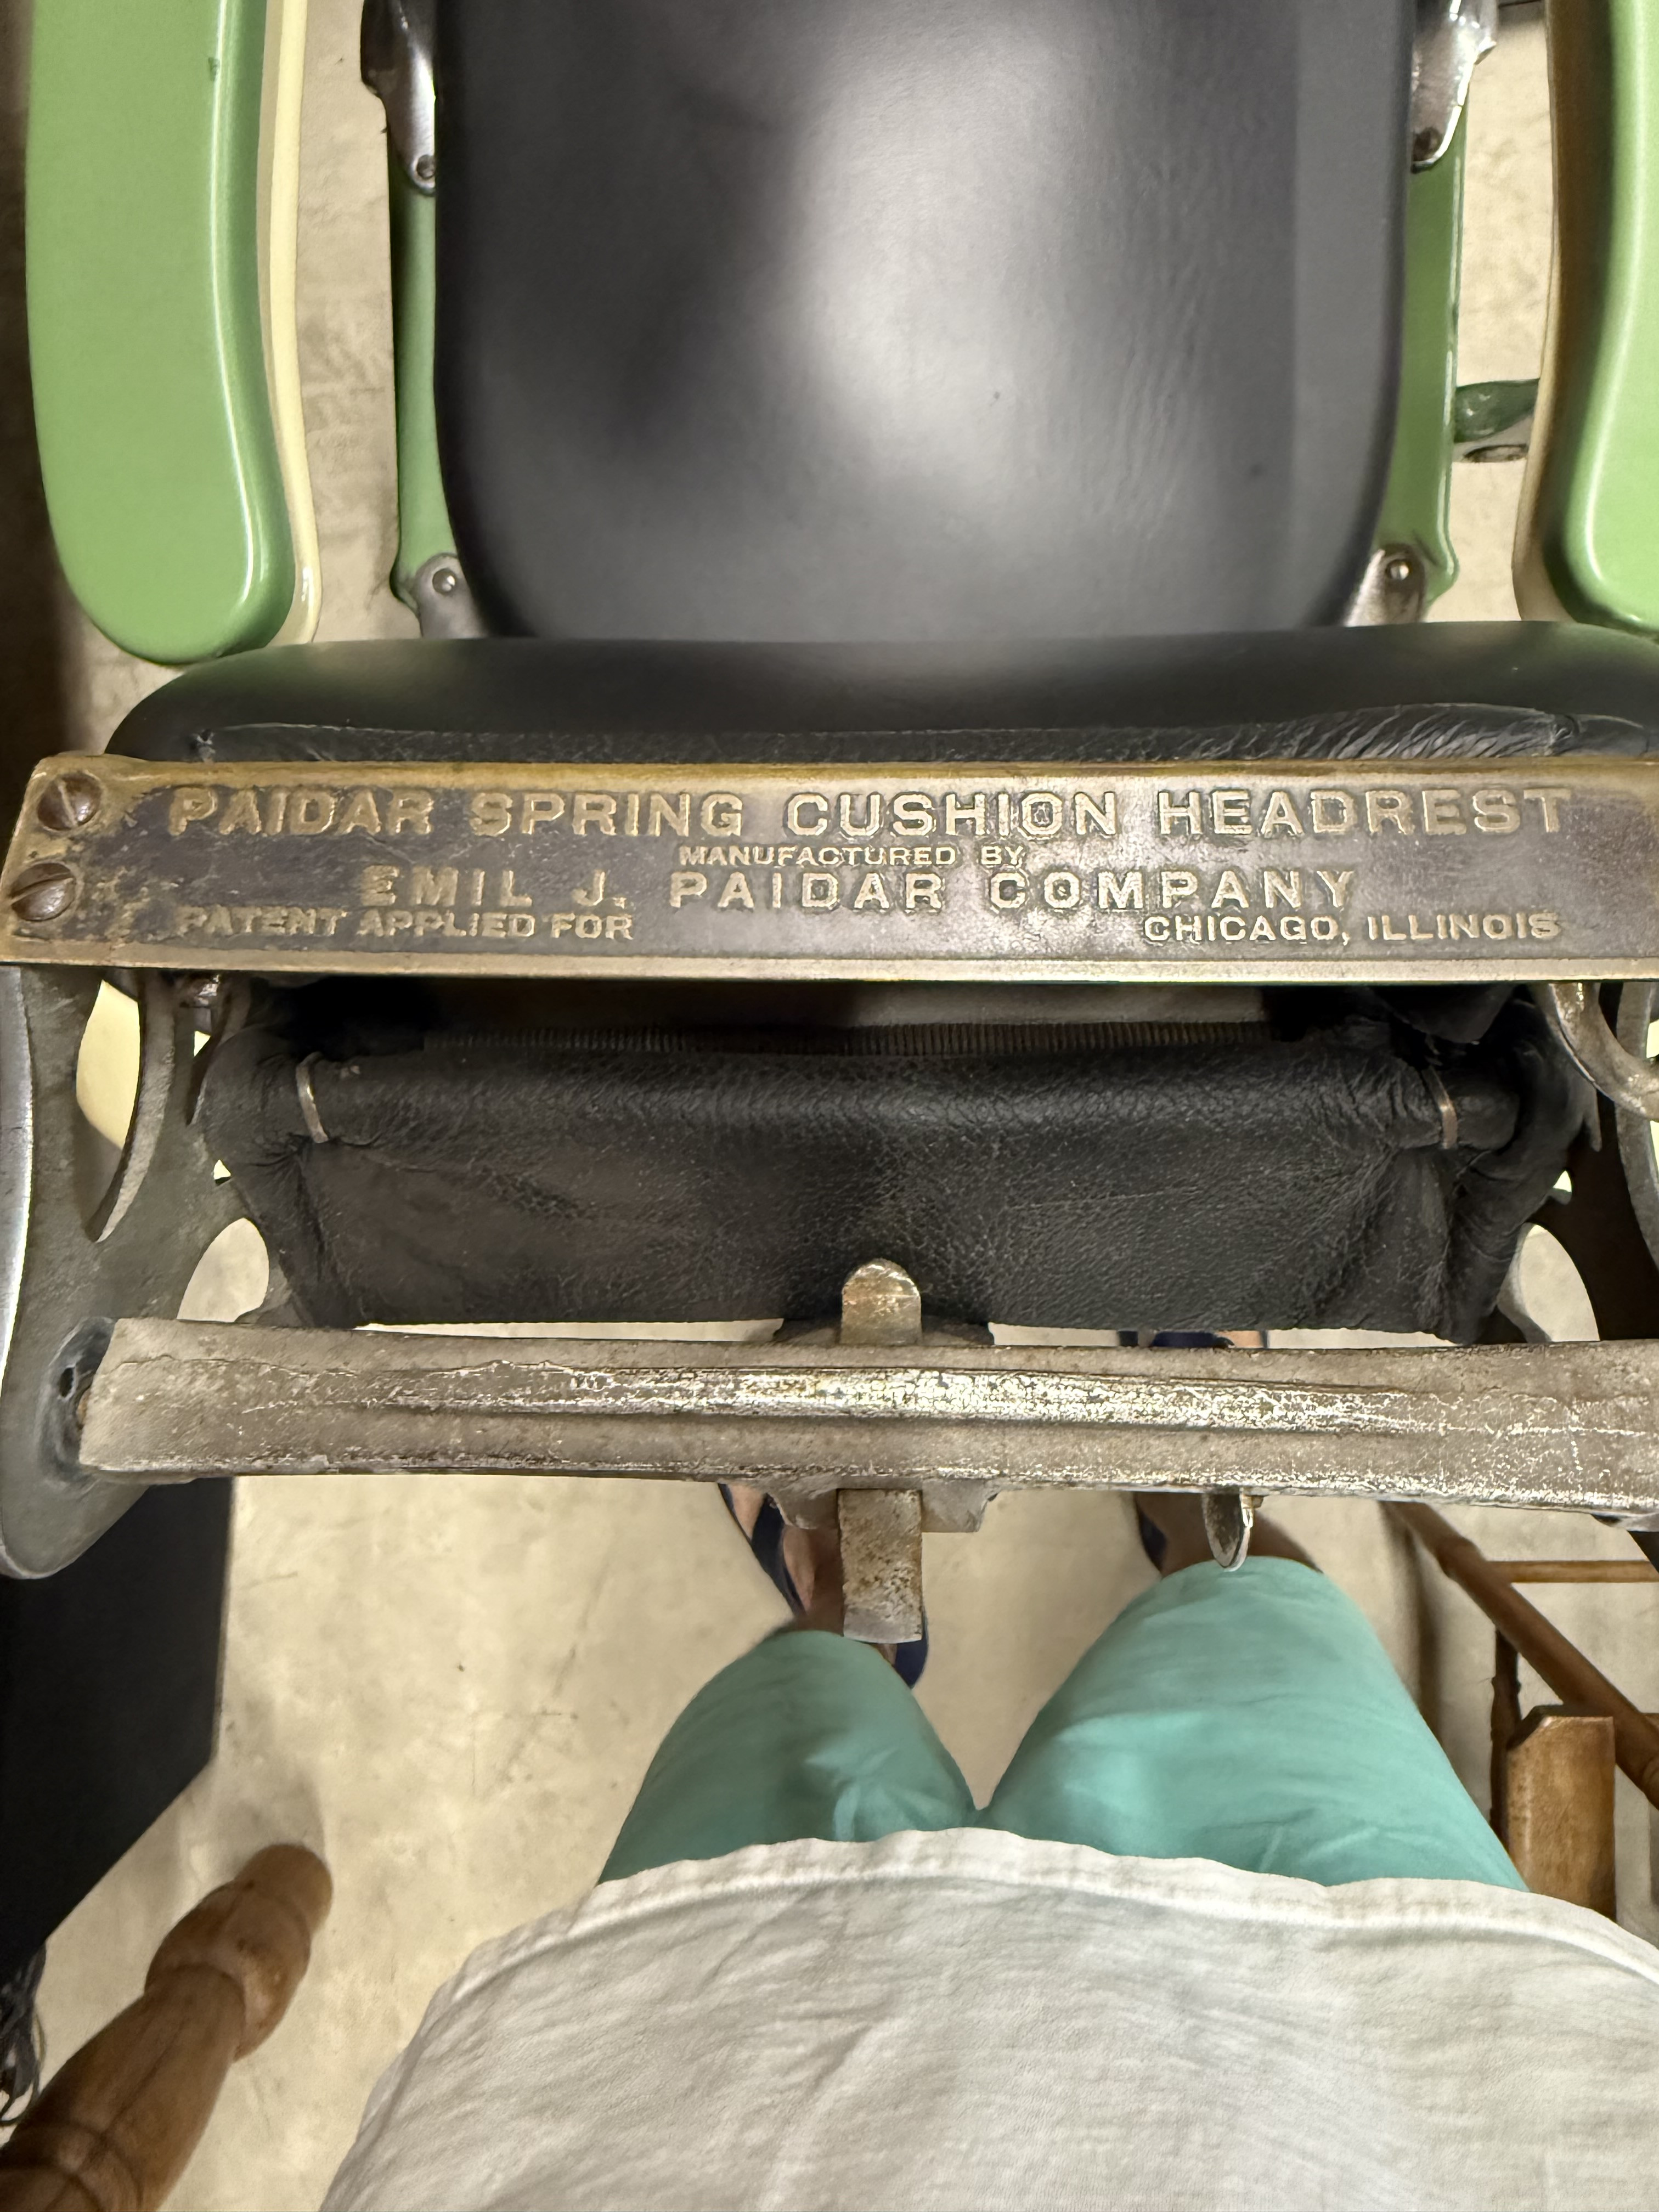 PAIDAR SPRING CUSHION HEADREST
MANUFACTURED BY
EMIL J. PAIDAR COMPANY
PATENT APPLIED FOR CHICAGO, ILLINOIS